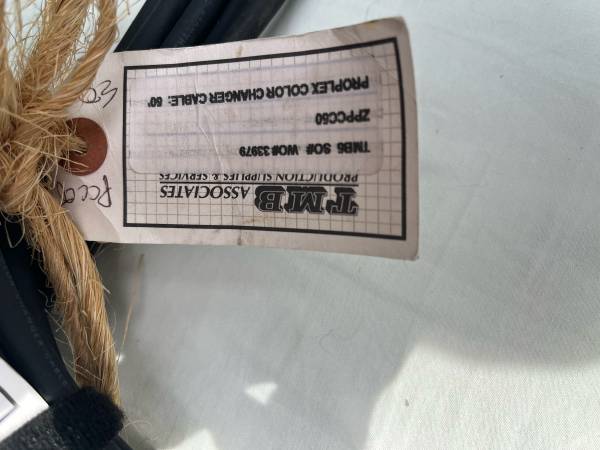 TMB
ASSOCIATES
PRODUCTION SUPPLIES & SERVICES
TMB6 SO# WO# 33979
ZPPCC50
PROPLEX COLOR CHANGER CABLE: 50'